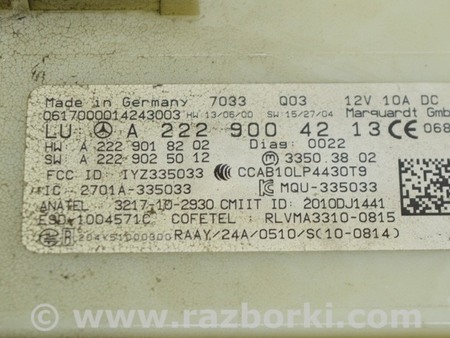 Made in Germany 7033 Q03 12V 10A DC
0617000014243003 HW 13/06/00 SW 15/27/04 Marquardt Gmb
LU A 222 900 42 13 CE 068
HW A 222 901 82 02 Diag: 0022
SW A 222 902 50 12 3350.38 02
FCC ID IYZ335033 CCAB10LP4430T9
IC: 2701A-335033 MQU-335033
ANATEL 3217-10-2930 CMIIT ID: 2010DJ1441
ESD-1004571C COFETEL: RLVMA3310-0815
RAAY/24A/0510/S(10-0814)
© www.razborki.com